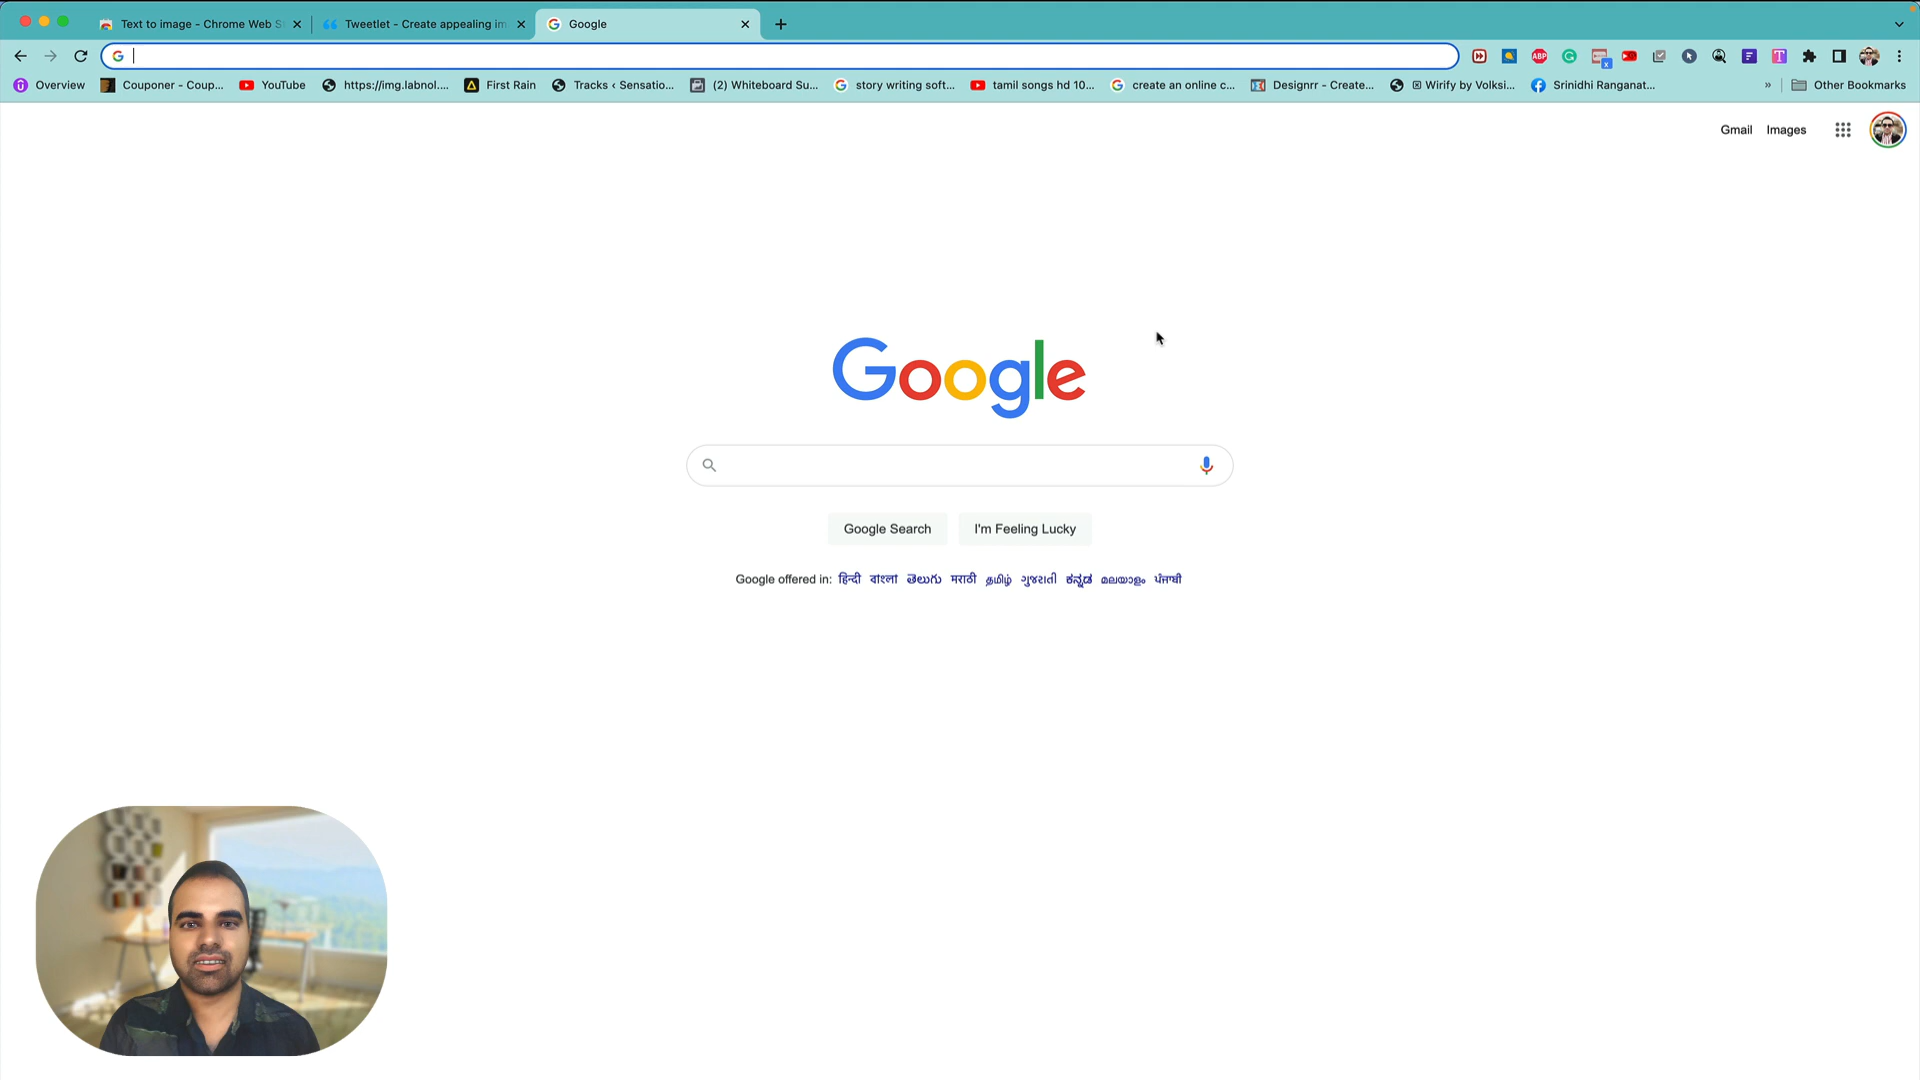 Text to image - Chrome Web S
Tweetlet - Create appealing im
Google
Overview
Couponer - Coup...
YouTube
https://img.labnol....
First Rain
Tracks ‹ Sensatio...
(2) Whiteboard Su...
story writing soft...
tamil songs hd 10...
create an online c...
Designrr - Create...
Wirify by Volksi...
Srinidhi Ranganat...
»
Other Bookmarks
Gmail
Images
Google
Google Search
I'm Feeling Lucky
Google offered in: हिन्दी বাংলা తెలుగు मराठी தமிழ் ગુજરાતી ಕನ್ನಡ മലയാളം ਪੰਜਾਬੀ